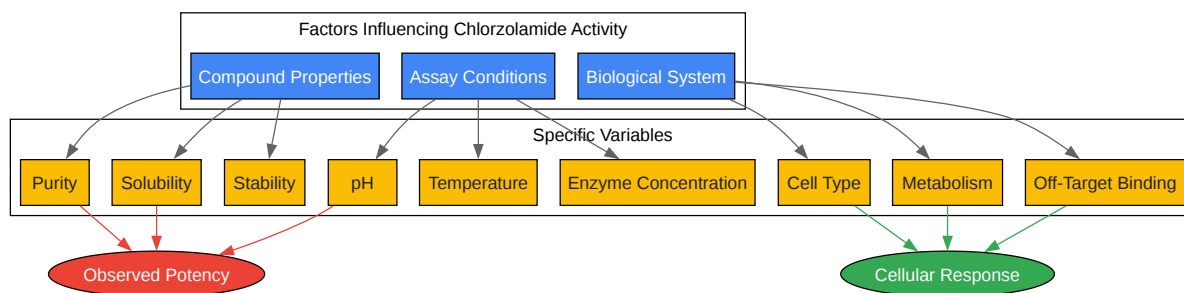 Factors Influencing Chlorzolamide Activity
Compound Properties
Assay Conditions
Biological System
Specific Variables
Purity
Solubility
Stability
pH
Temperature
Enzyme Concentration
Cell Type
Metabolism
Off-Target Binding
Observed Potency
Cellular Response